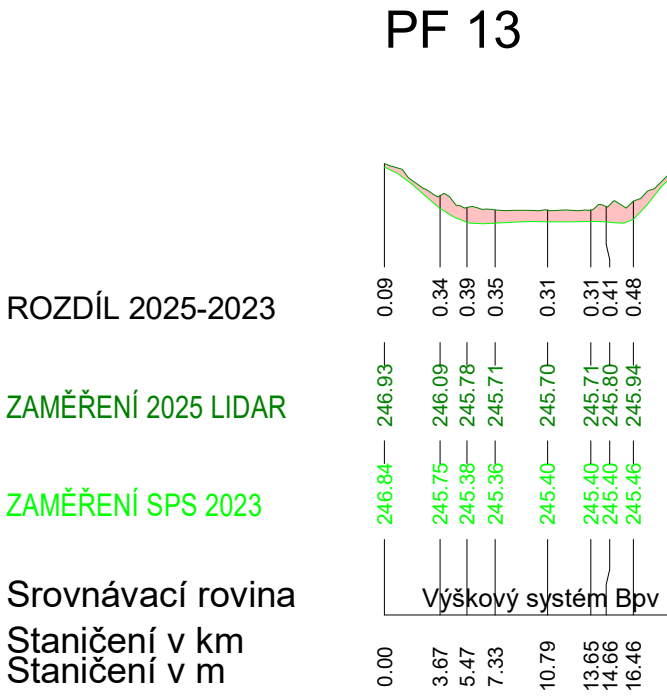 PF 13
ROZDÍL 2025-2023 0.09 0.34 0.39 0.35 0.31 0.31 0.41 0.48
ZAMĚŘENÍ 2025 LIDAR 246.93 246.09 245.78 245.71 245.70 245.71 245.80 245.94
ZAMĚŘENÍ SPS 2023 246.84 245.75 245.38 245.36 245.40 245.40 245.40 245.46
Srovnávací rovina Výškový systém Bpv
Staničení v km
Staničení v m 0.00 3.67 5.47 7.33 10.79 13.65 14.66 16.46